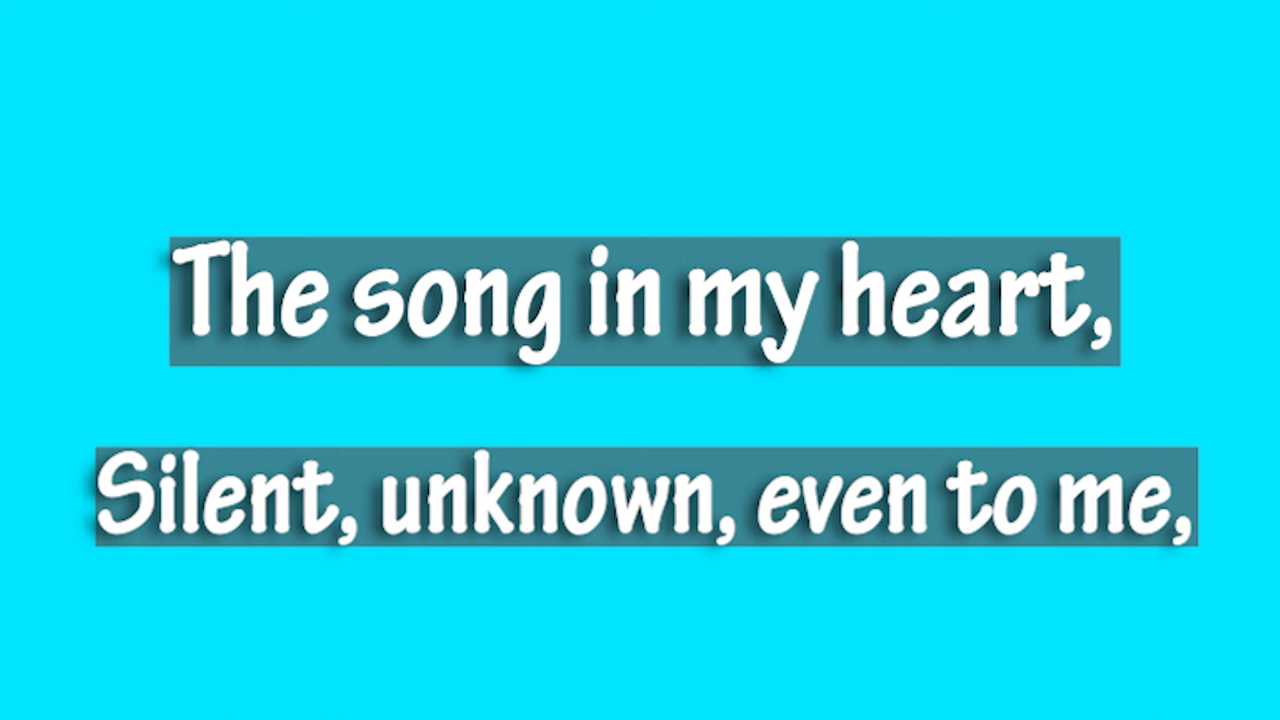 The song in my heart,
Silent, unknown, even to me,